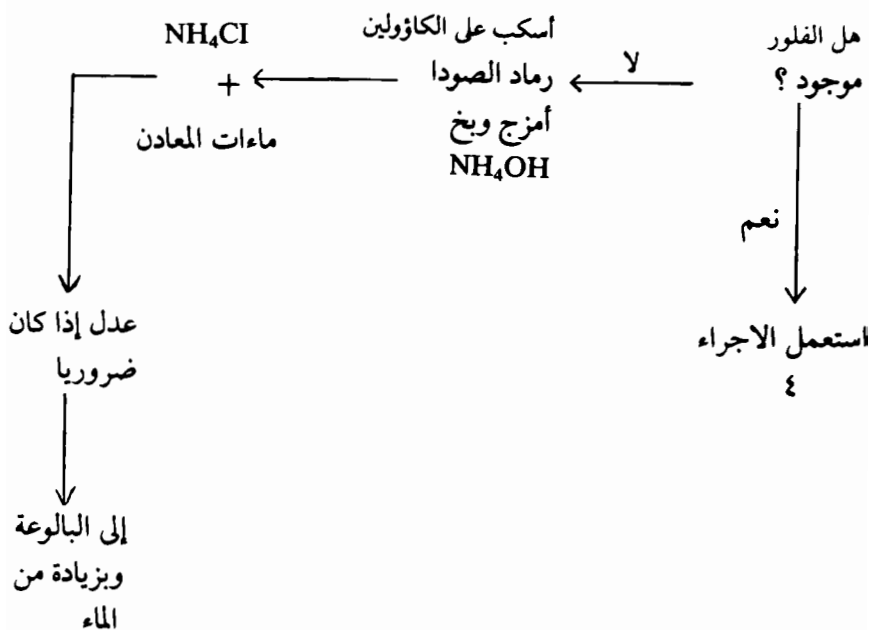 هل الفلور
موجود ؟
لا
أسكب على الكاؤولين
رماد الصودا
أمزج وبخ
NH₄OH
NH₄CI
+
ماءات المعادن
نعم
استعمل الاجراء
٤
عدل إذا كان
ضروريا
إلى البالوعة
وبزيادة من
الماء